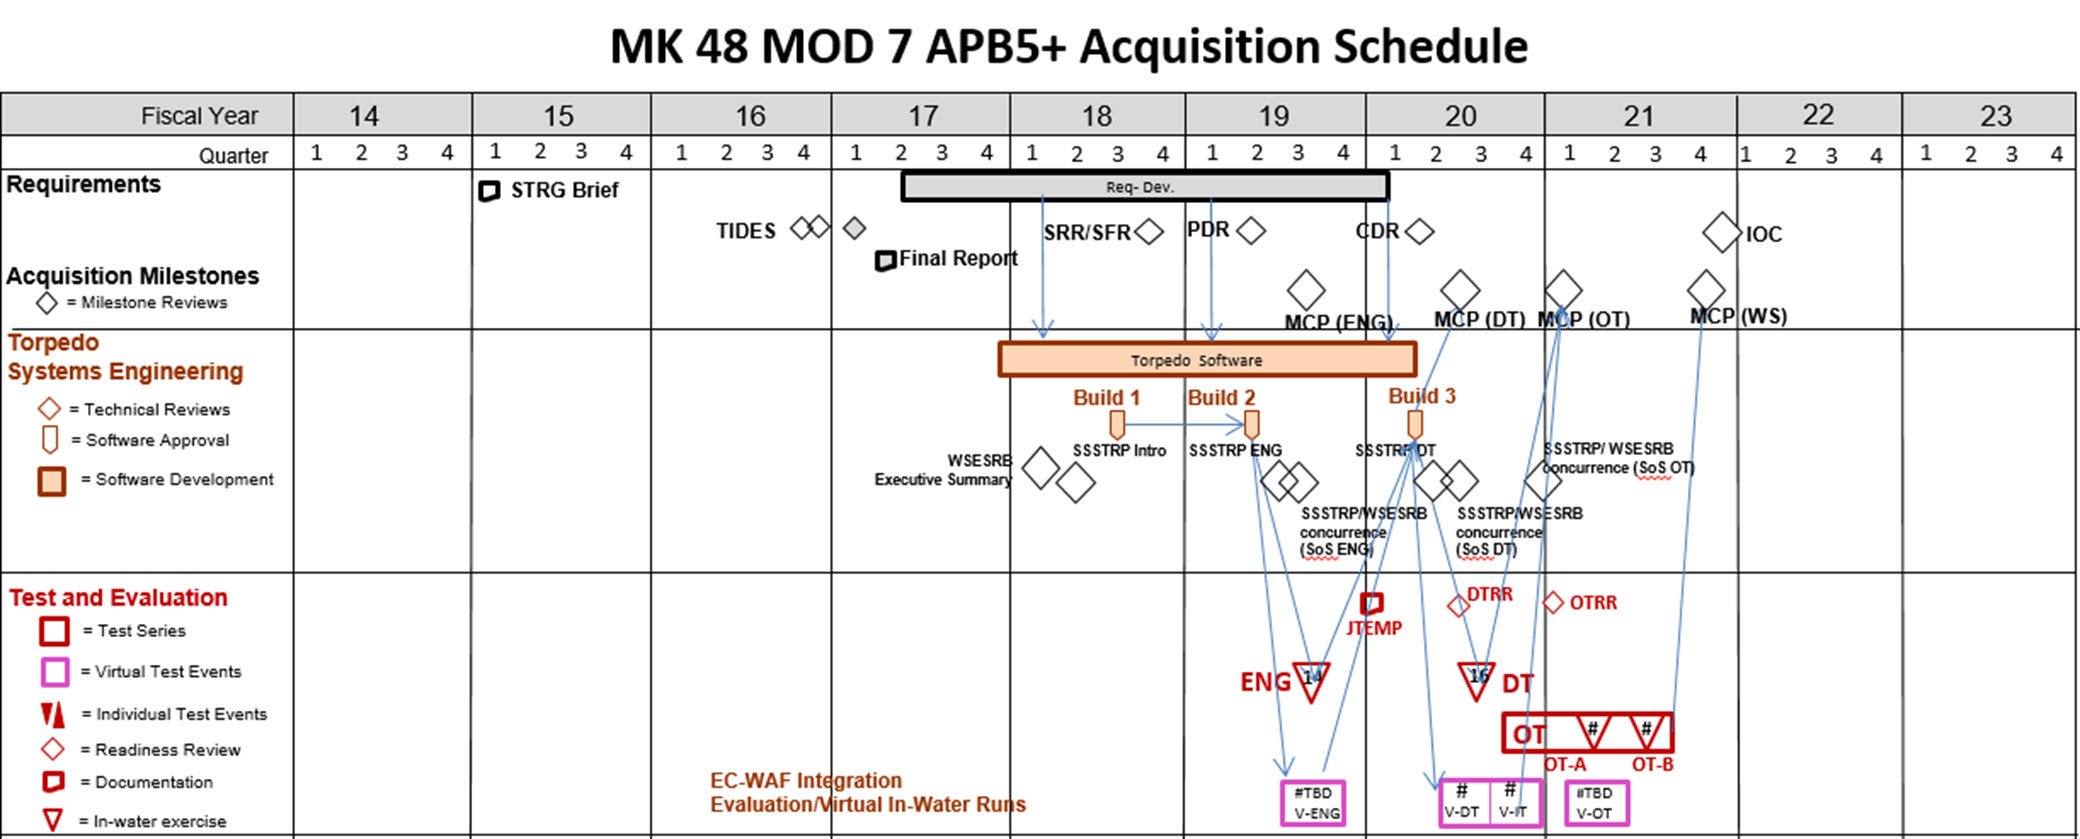 MK 48 MOD 7 APB5+ Acquisition Schedule
Fiscal Year 14 15 16 17 18 19 20 21 22 23
Quarter 1 2 3 4 1 2 3 4 1 2 3 4 1 2 3 4 1 2 3 4 1 2 3 4 1 2 3 4 1 2 3 4 1 2 3 4 1 2 3 4
Requirements
STRG Brief
Req- Dev.
TIDES
SRR/SFR
PDR
CDR
IOC
Final Report
Acquisition Milestones
= Milestone Reviews
MCP (ENG)
MCP (DT)
MCP (OT)
MCP (WS)
Torpedo
Systems Engineering
Torpedo Software
Build 1
Build 2
Build 3
= Technical Reviews
= Software Approval
= Software Development
SSSTRP Intro
SSSTRP ENG
SSSTRP DT
SSSTRP/ WSESRB
concurrence (SoS OT)
WSESRB
Executive Summary
SSSTRP/WSESRB
concurrence
(SoS ENG)
SSSTRP/WSESRB
concurrence
(SoS DT)
Test and Evaluation
= Test Series
= Virtual Test Events
= Individual Test Events
= Readiness Review
= Documentation
= In-water exercise
JTEMP
DTRR
OTRR
ENG 14
16 DT
OT # #
OT-A
OT-B
EC-WAF Integration
Evaluation/Virtual In-Water Runs
#TBD
V-ENG
# #
V-DT V-IT
#TBD
V-OT